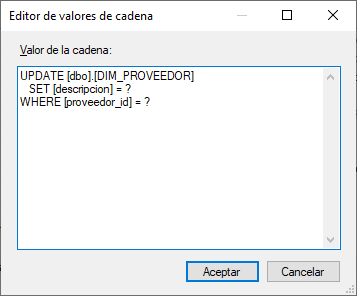 Editor de valores de cadena
Valor de la cadena:
UPDATE [dbo].[DIM_PROVEEDOR]
   SET [descripcion] = ?
WHERE [proveedor_id] = ?
Aceptar
Cancelar